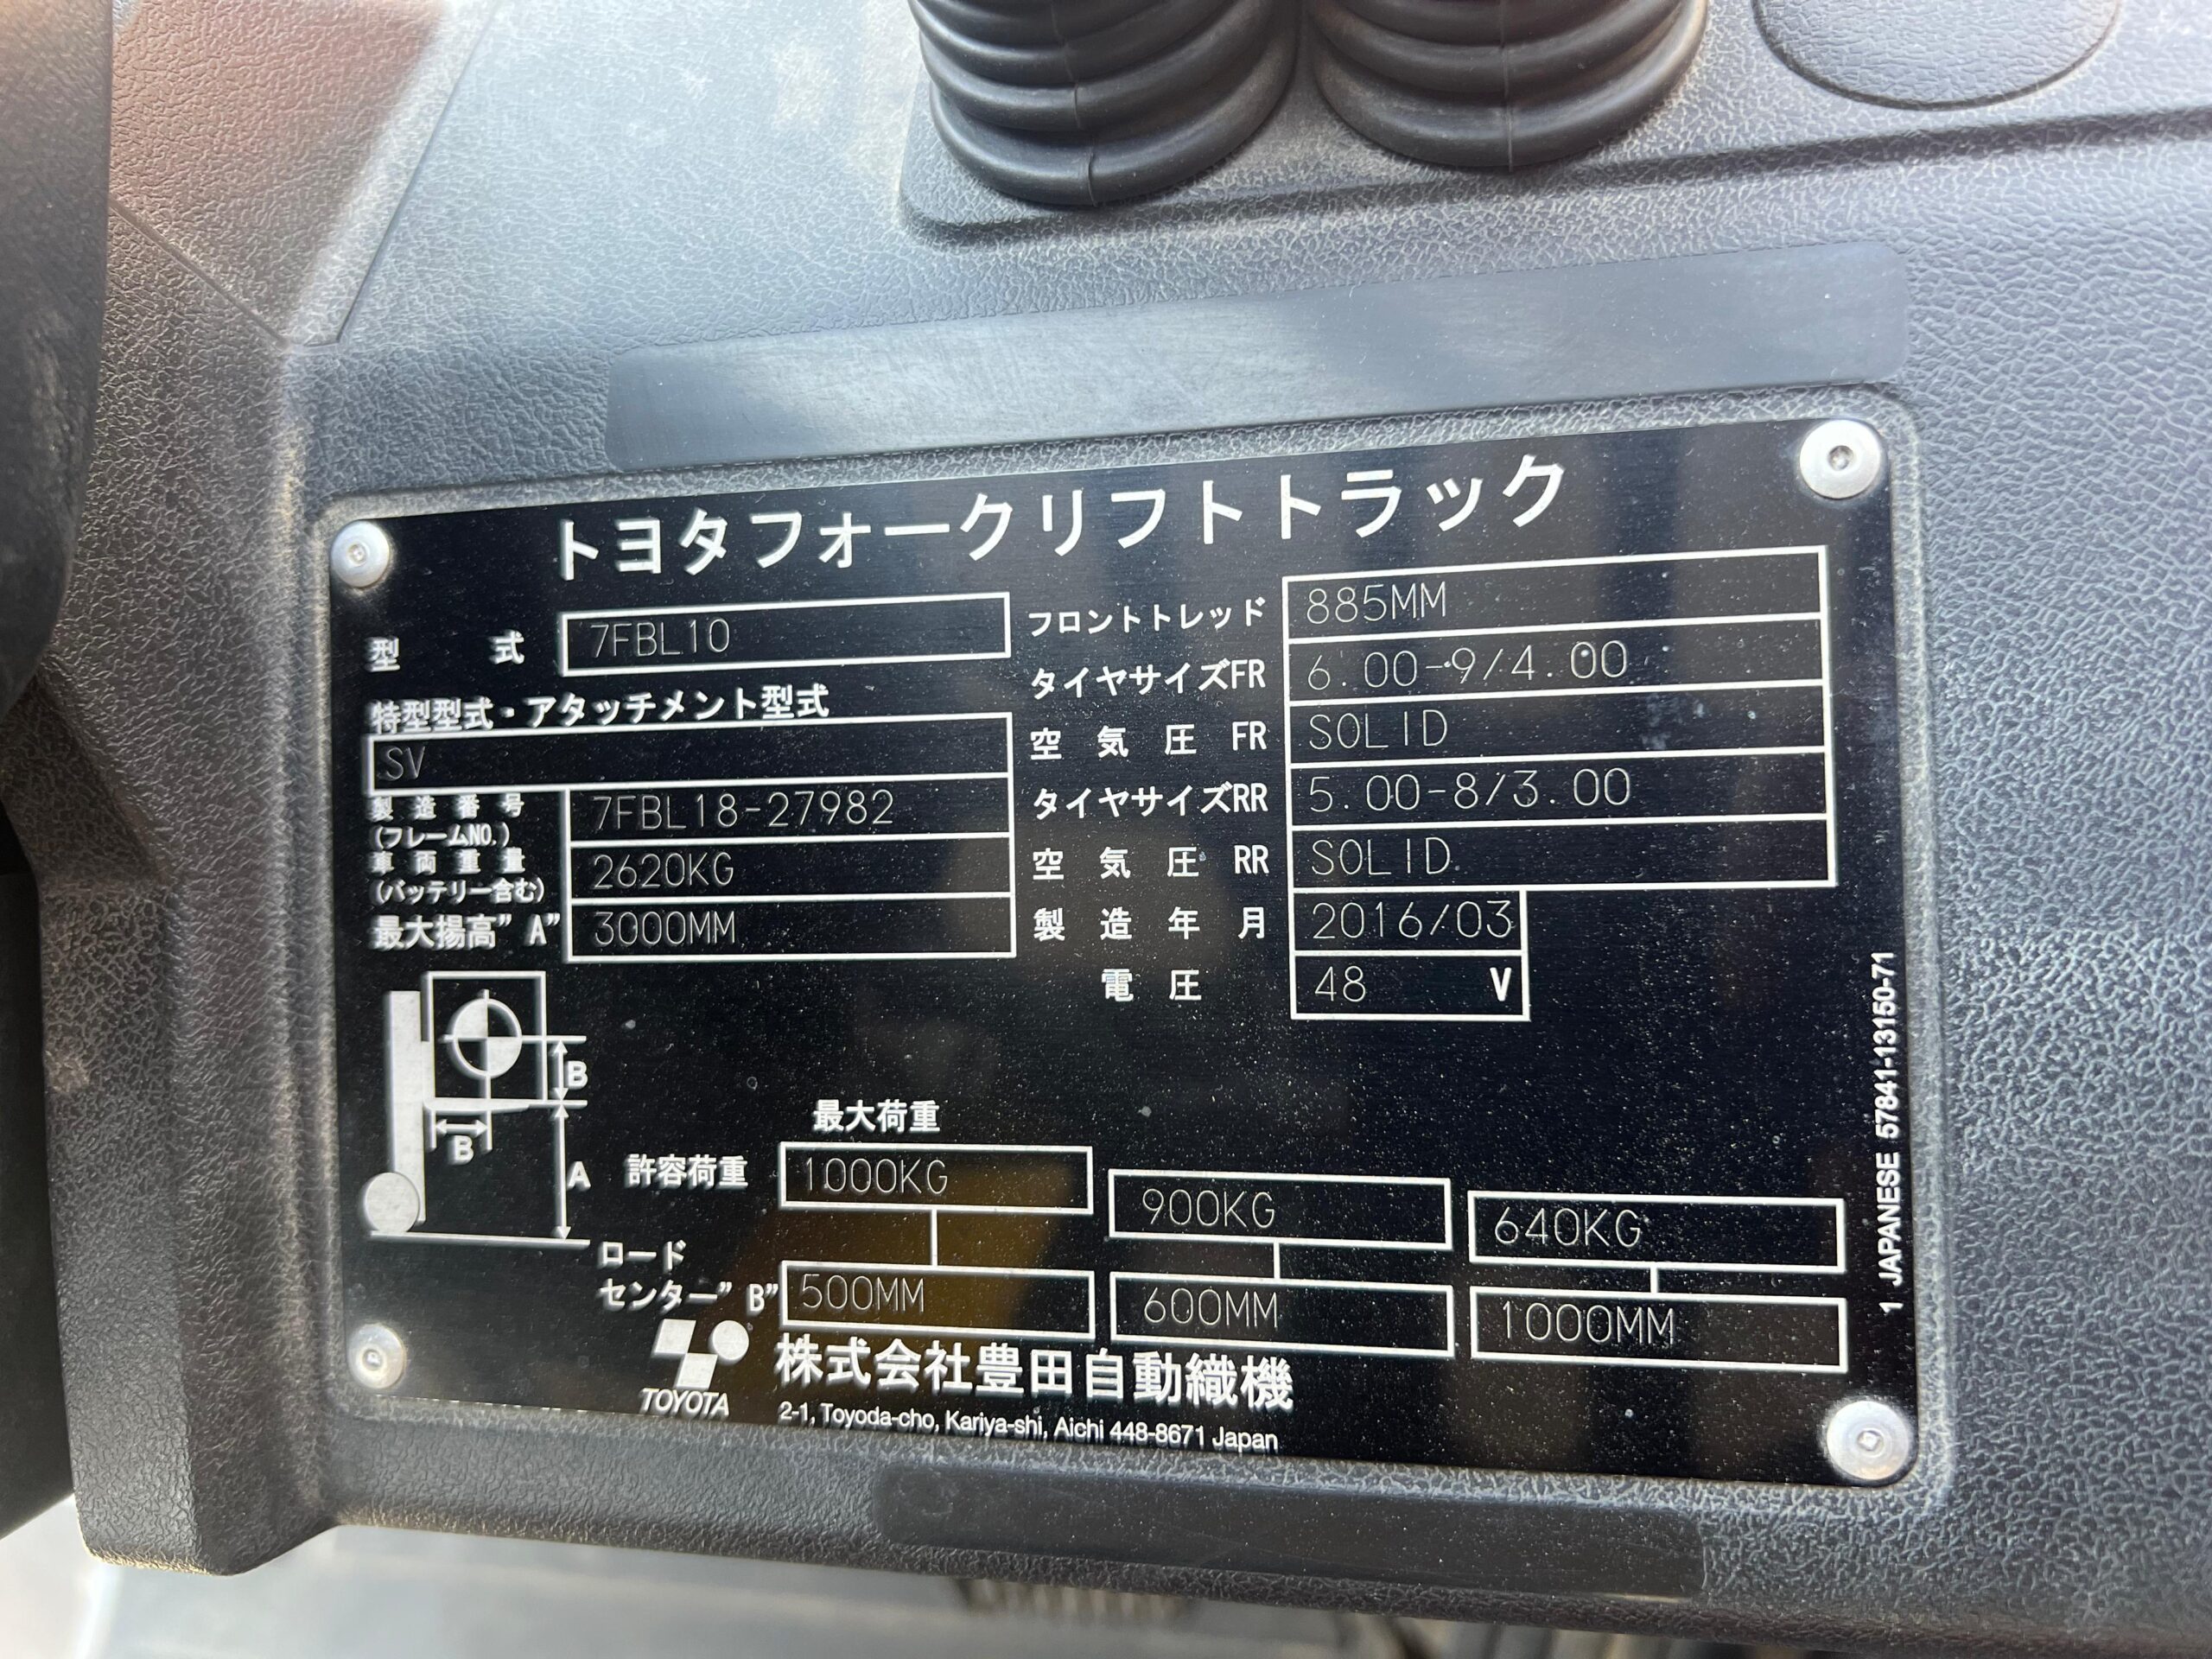 トヨタフォークリフトトラック
型式 7FBL10
特型型式・アタッチメント型式
SV
製造番号
(フレームNO.) 7FBL18-27982
車両重量
(バッテリー含む) 2620KG
最大揚高"A" 3000MM
フロントトレッド 885MM
タイヤサイズFR 6.00-9/4.00
空気圧 FR SOLID
タイヤサイズRR 5.00-8/3.00
空気圧 RR SOLID
製造年月 2016/03
電圧 48 V
B
B
A
最大荷重
許容荷重 1000KG 900KG 640KG
ロード
センター"B" 500MM 600MM 1000MM
TOYOTA
株式会社豊田自動織機
2-1, Toyoda-cho, Kariya-shi, Aichi 448-8671 Japan
1 JAPANESE 57841-13150-71